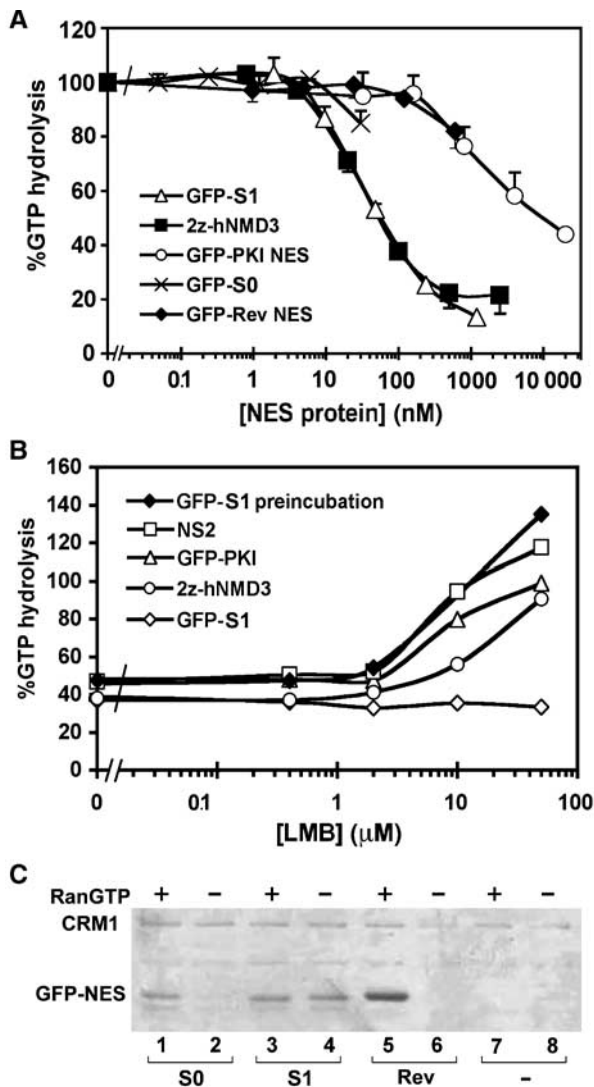 A
%GTP hydrolysis
120
100
80
60
40
20
0
GFP-S1
2z-hNMD3
GFP-PKI NES
GFP-S0
GFP-Rev NES
0 0.1 1 10 100 1000 10 000
[NES protein] (nM)
B
%GTP hydrolysis
160
140
120
100
80
60
40
20
0
GFP-S1 preincubation
NS2
GFP-PKI
2z-hNMD3
GFP-S1
0 0.1 1 10 100
[LMB] (μM)
C
RanGTP + − + − + − + −
CRM1
GFP-NES
1 2 3 4 5 6 7 8
S0 S1 Rev −